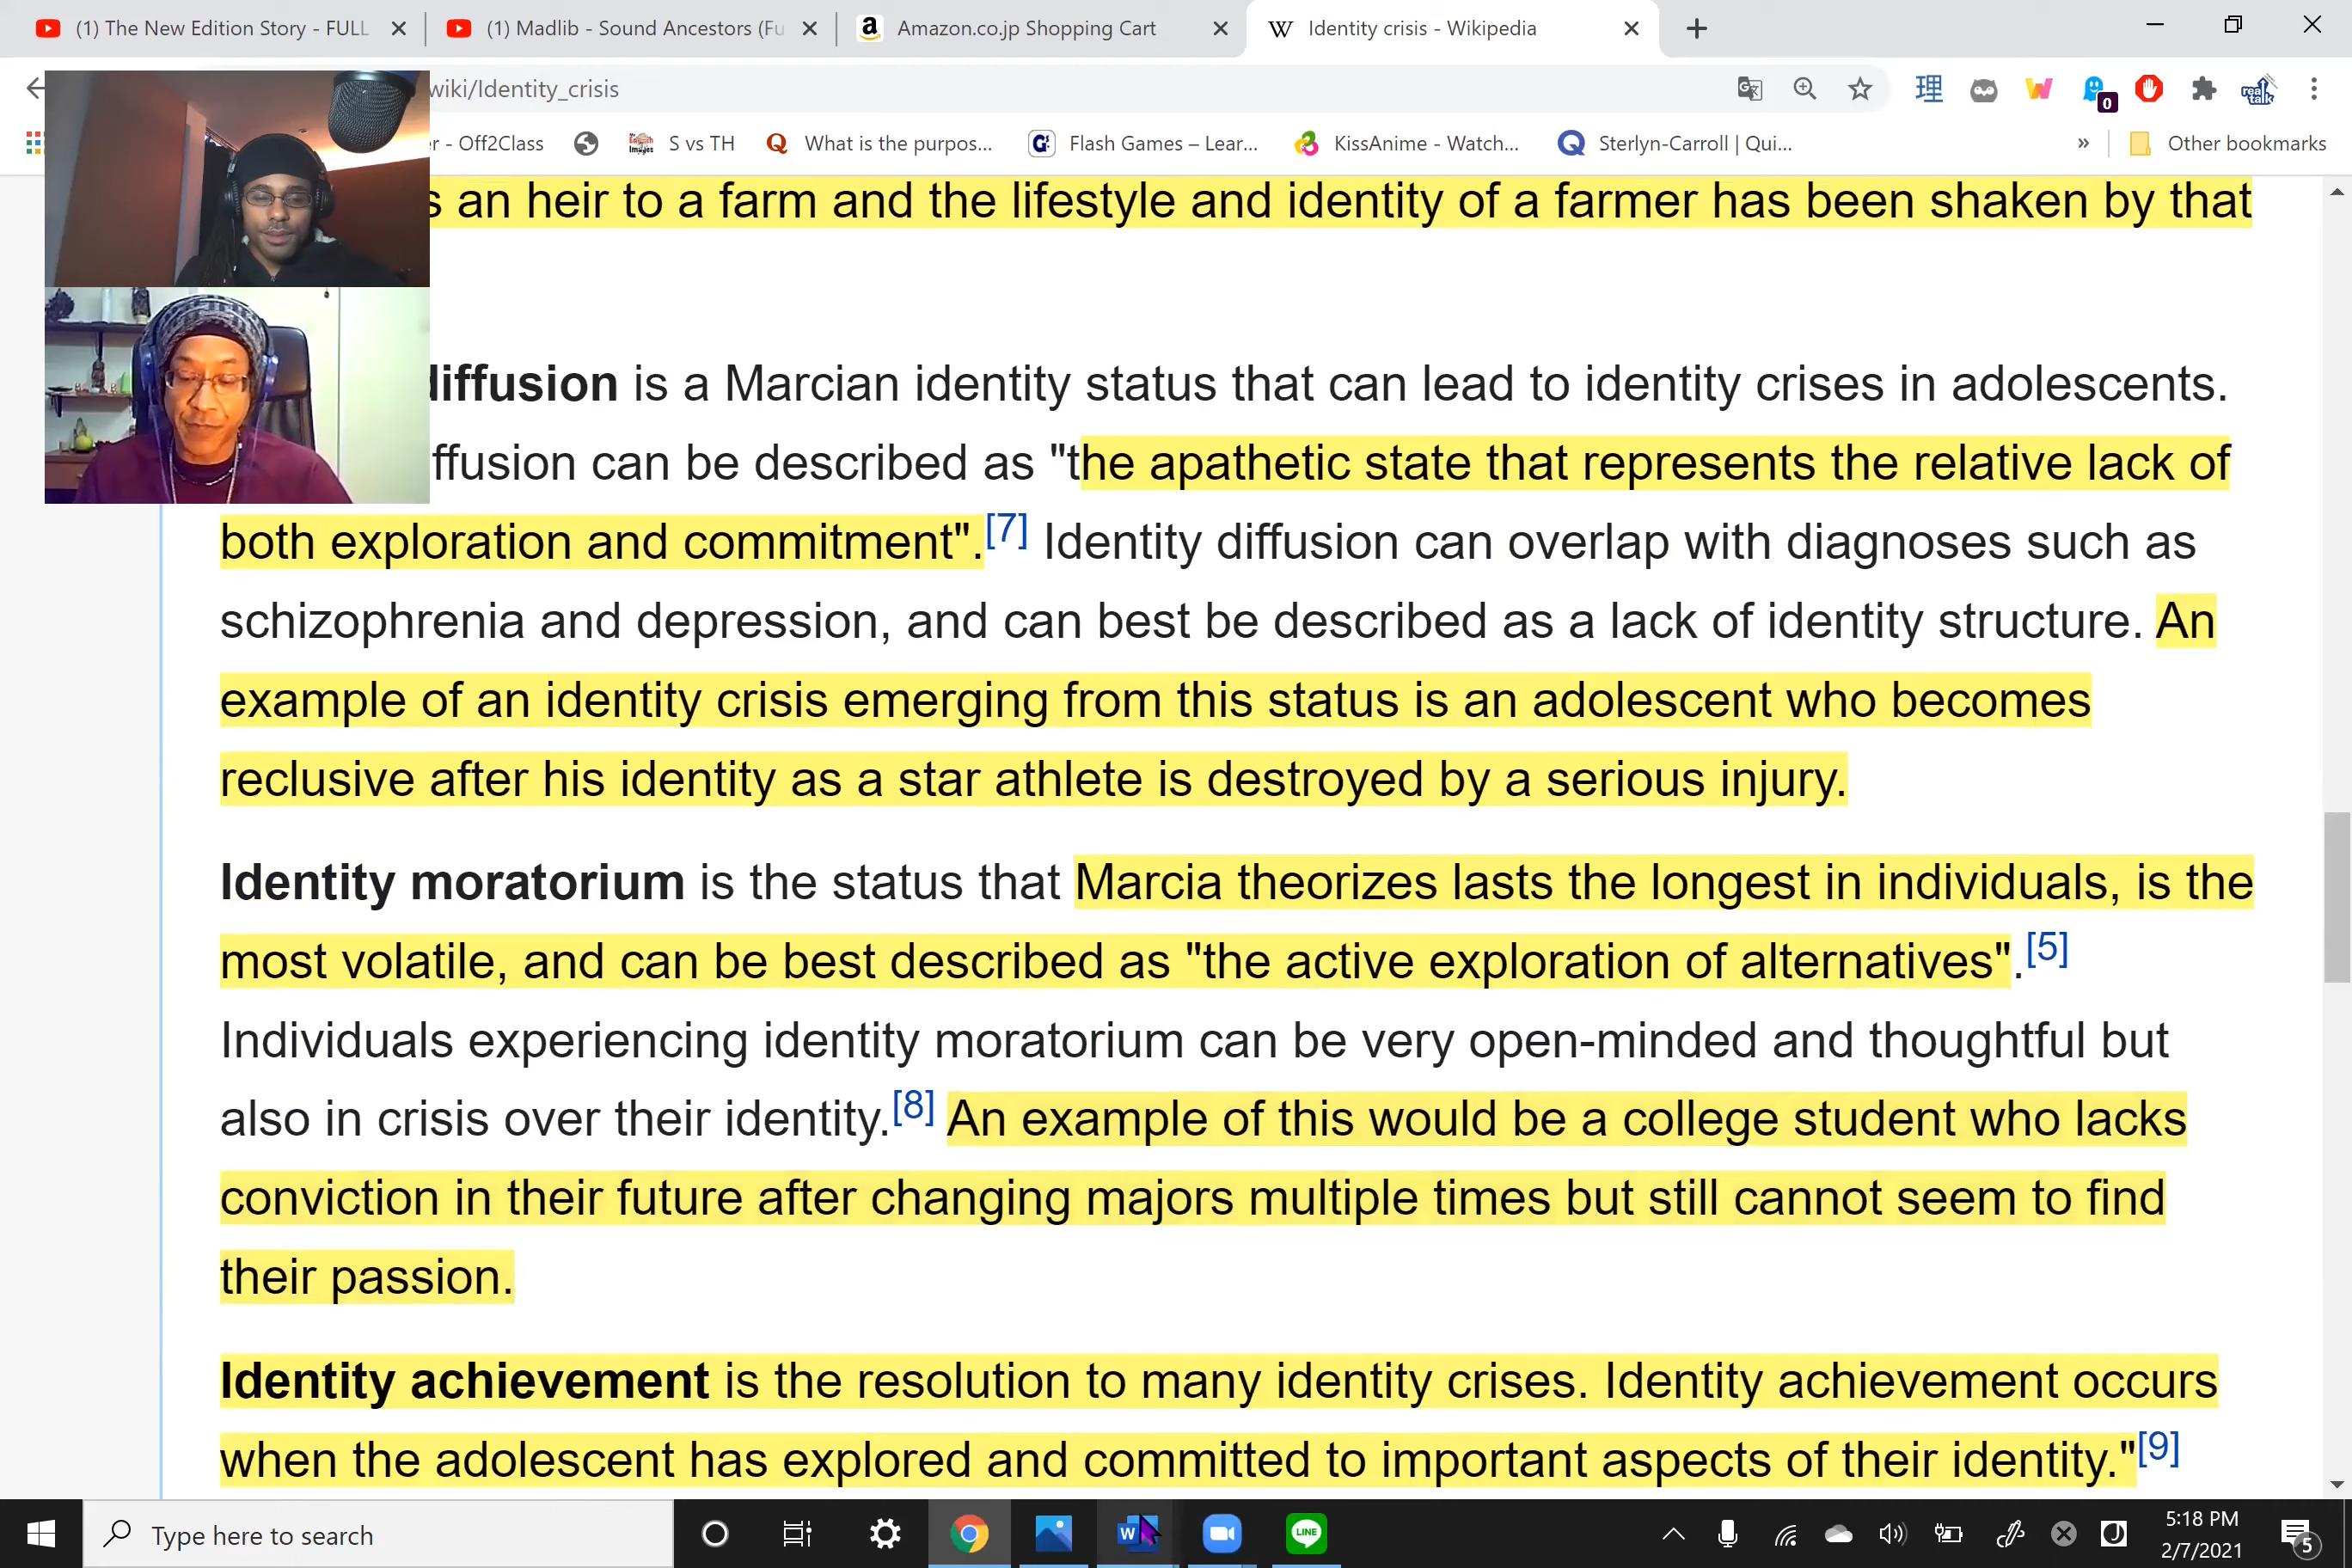 (1) The New Edition Story - FULL
(1) Madlib - Sound Ancestors (Fu
Amazon.co.jp Shopping Cart
Identity crisis - Wikipedia
wiki/Identity_crisis
理
W
0
real talk
r - Off2Class
S vs TH
What is the purpos...
Flash Games – Lear...
KissAnime - Watch...
Sterlyn-Carroll | Qui...
»
Other bookmarks
s an heir to a farm and the lifestyle and identity of a farmer has been shaken by that
diffusion is a Marcian identity status that can lead to identity crises in adolescents.
ffusion can be described as "the apathetic state that represents the relative lack of
both exploration and commitment".[7] Identity diffusion can overlap with diagnoses such as
schizophrenia and depression, and can best be described as a lack of identity structure. An
example of an identity crisis emerging from this status is an adolescent who becomes
reclusive after his identity as a star athlete is destroyed by a serious injury.
Identity moratorium is the status that Marcia theorizes lasts the longest in individuals, is the
most volatile, and can be best described as "the active exploration of alternatives".[5]
Individuals experiencing identity moratorium can be very open-minded and thoughtful but
also in crisis over their identity.[8] An example of this would be a college student who lacks
conviction in their future after changing majors multiple times but still cannot seem to find
their passion.
Identity achievement is the resolution to many identity crises. Identity achievement occurs
when the adolescent has explored and committed to important aspects of their identity."[9]
Type here to search
W
LINE
5:18 PM
2/7/2021
5